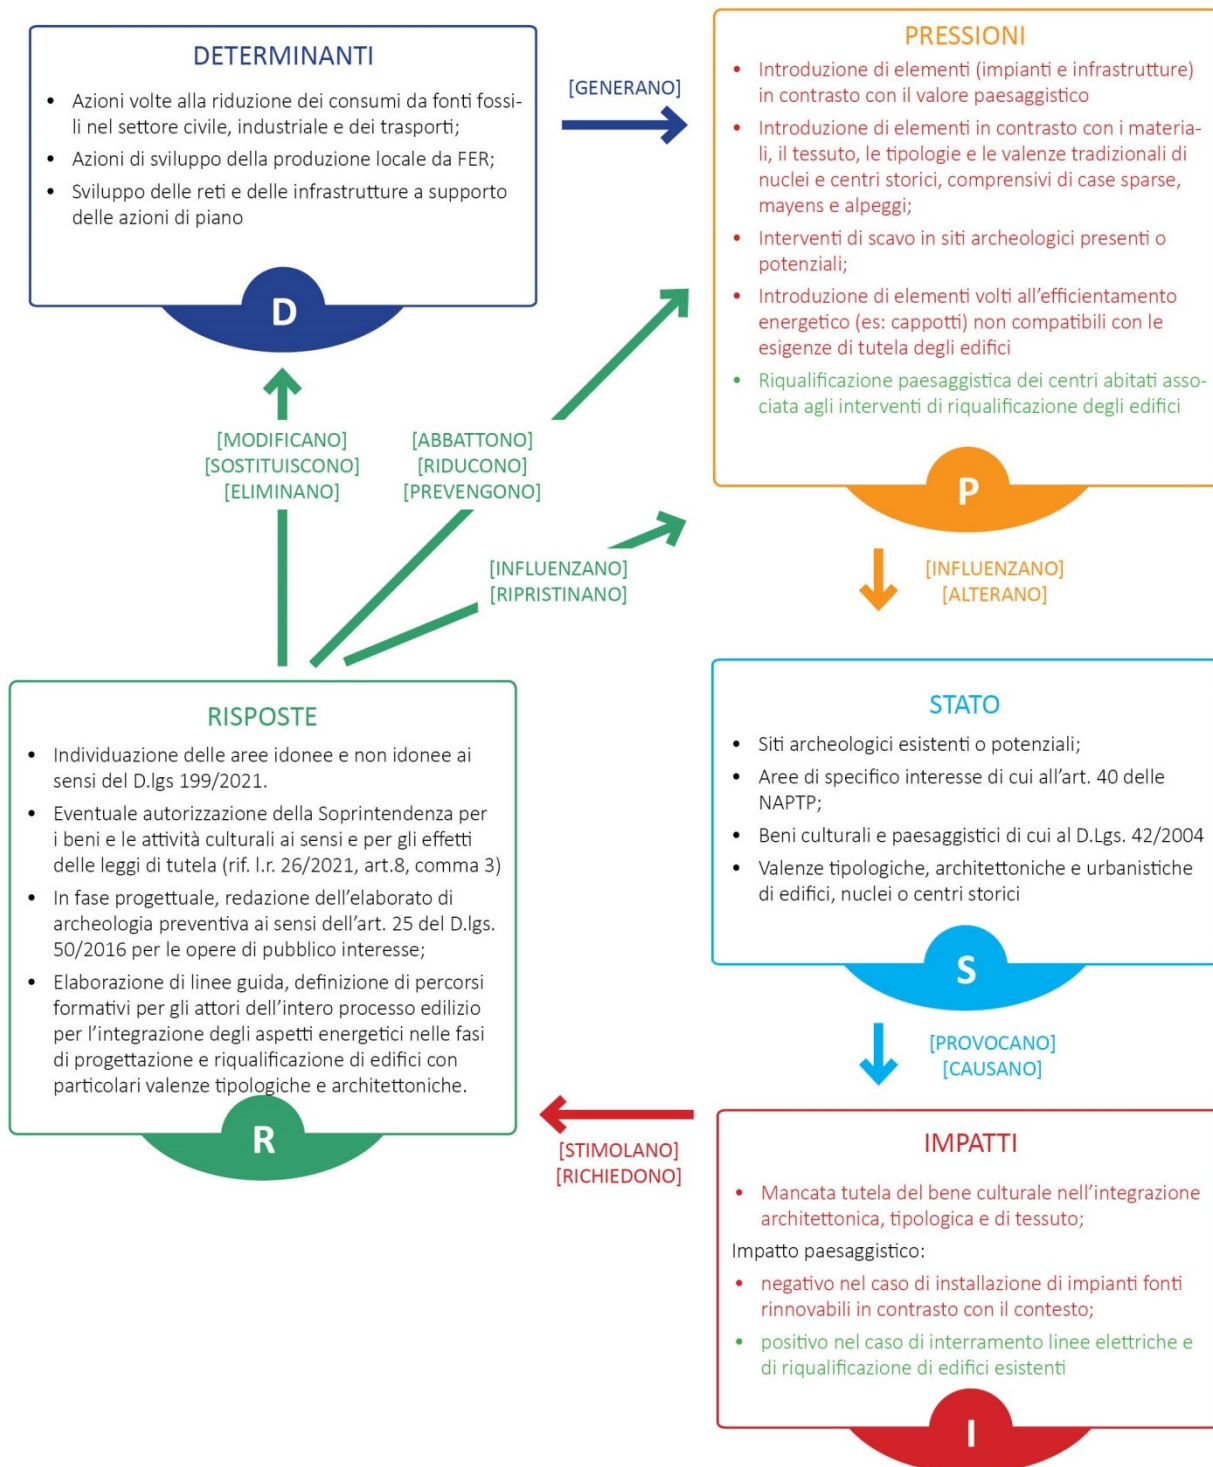 DETERMINANTI
• Azioni volte alla riduzione dei consumi da fonti fossi-
li nel settore civile, industriale e dei trasporti;
• Azioni di sviluppo della produzione locale da FER;
• Sviluppo delle reti e delle infrastrutture a supporto
delle azioni di piano
D
[GENERANO]
PRESSIONI
• Introduzione di elementi (impianti e infrastrutture)
in contrasto con il valore paesaggistico
• Introduzione di elementi in contrasto con i materia-
li, il tessuto, le tipologie e le valenze tradizionali di
nuclei e centri storici, comprensivi di case sparse,
mayens e alpeggi;
• Interventi di scavo in siti archeologici presenti o
potenziali;
• Introduzione di elementi volti all’efficientamento
energetico (es: cappotti) non compatibili con le
esigenze di tutela degli edifici
• Riqualificazione paesaggistica dei centri abitati asso-
ciata agli interventi di riqualificazione degli edifici
P
[MODIFICANO]
[SOSTITUISCONO]
[ELIMINANO]
[ABBATTONO]
[RIDUCONO]
[PREVENGONO]
[INFLUENZANO]
[RIPRISTINANO]
[INFLUENZANO]
[ALTERANO]
RISPOSTE
• Individuazione delle aree idonee e non idonee ai
sensi del D.lgs 199/2021.
• Eventuale autorizzazione della Soprintendenza per
i beni e le attività culturali ai sensi e per gli effetti
delle leggi di tutela (rif. l.r. 26/2021, art.8, comma 3)
• In fase progettuale, redazione dell’elaborato di
archeologia preventiva ai sensi dell’art. 25 del D.lgs.
50/2016 per le opere di pubblico interesse;
• Elaborazione di linee guida, definizione di percorsi
formativi per gli attori dell’intero processo edilizio
per l’integrazione degli aspetti energetici nelle fasi
di progettazione e riqualificazione di edifici con
particolari valenze tipologiche e architettoniche.
R
STATO
• Siti archeologici esistenti o potenziali;
• Aree di specifico interesse di cui all’art. 40 delle
NAPTP;
• Beni culturali e paesaggistici di cui al D.Lgs. 42/2004
• Valenze tipologiche, architettoniche e urbanistiche
di edifici, nuclei o centri storici
S
[PROVOCANO]
[CAUSANO]
[STIMOLANO]
[RICHIEDONO]
IMPATTI
• Mancata tutela del bene culturale nell’integrazione
architettonica, tipologica e di tessuto;
Impatto paesaggistico:
• negativo nel caso di installazione di impianti fonti
rinnovabili in contrasto con il contesto;
• positivo nel caso di interramento linee elettriche e
di riqualificazione di edifici esistenti
I